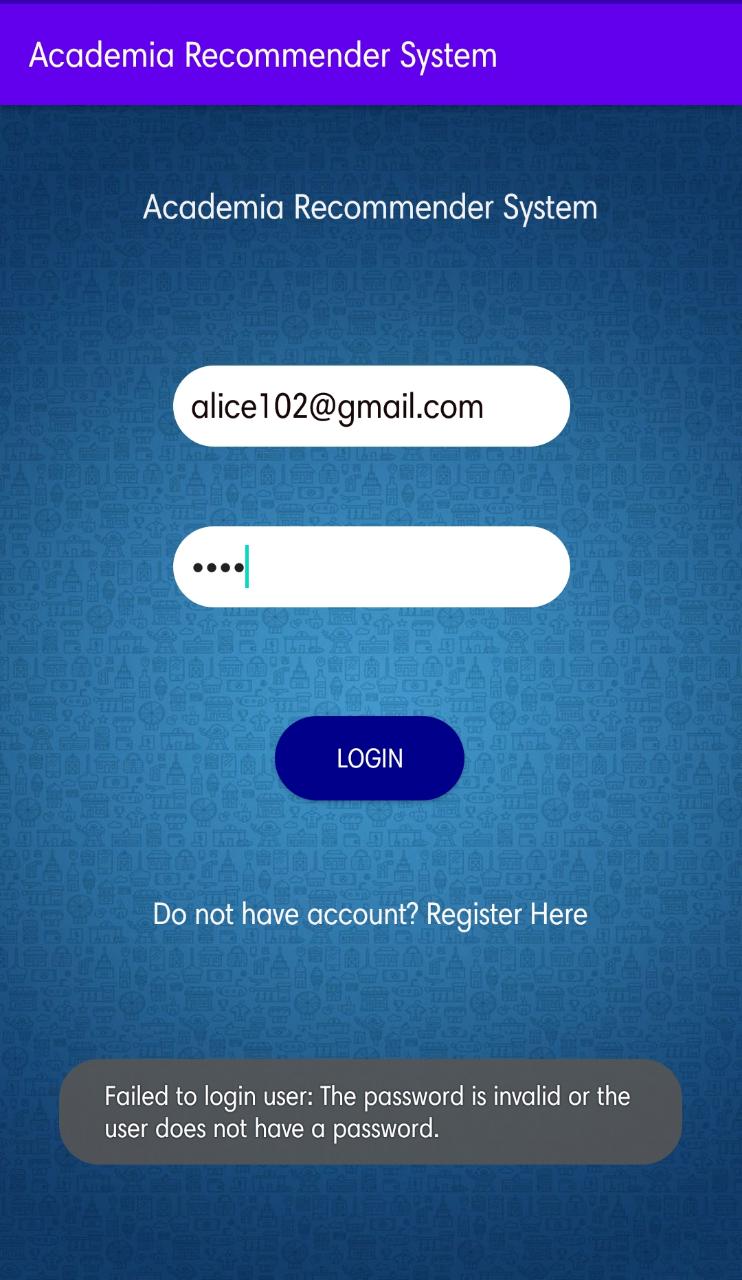 Academia Recommender System
Academia Recommender System
alice102@gmail.com
••••
LOGIN
Do not have account? Register Here
Failed to login user: The password is invalid or the
user does not have a password.